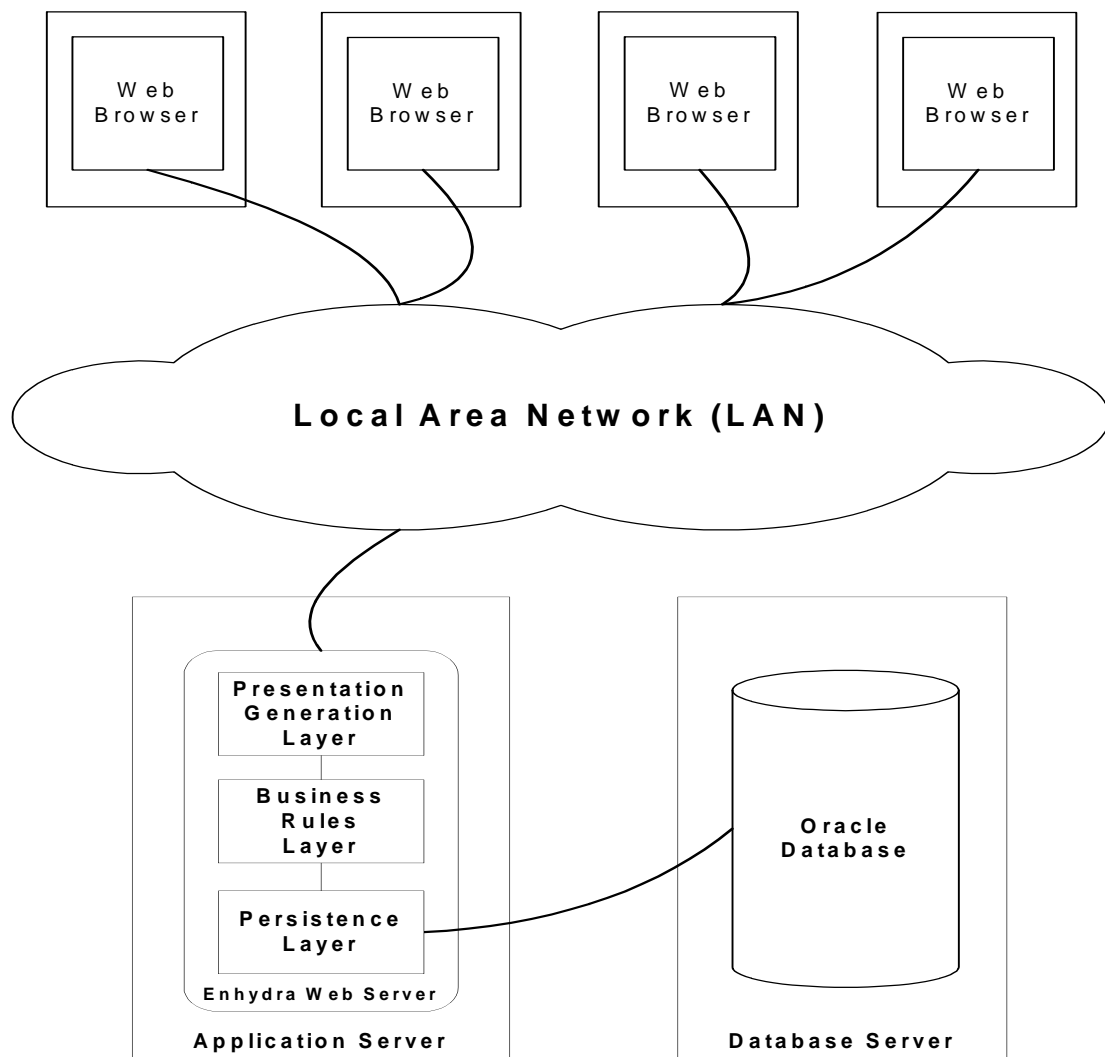 Web
Browser
Web
Browser
Web
Browser
Web
Browser
Local Area Network (LAN)
Presentation
Generation
Layer
Business
Rules
Layer
Persistence
Layer
Enhydra Web Server
Application Server
Oracle
Database
Database Server